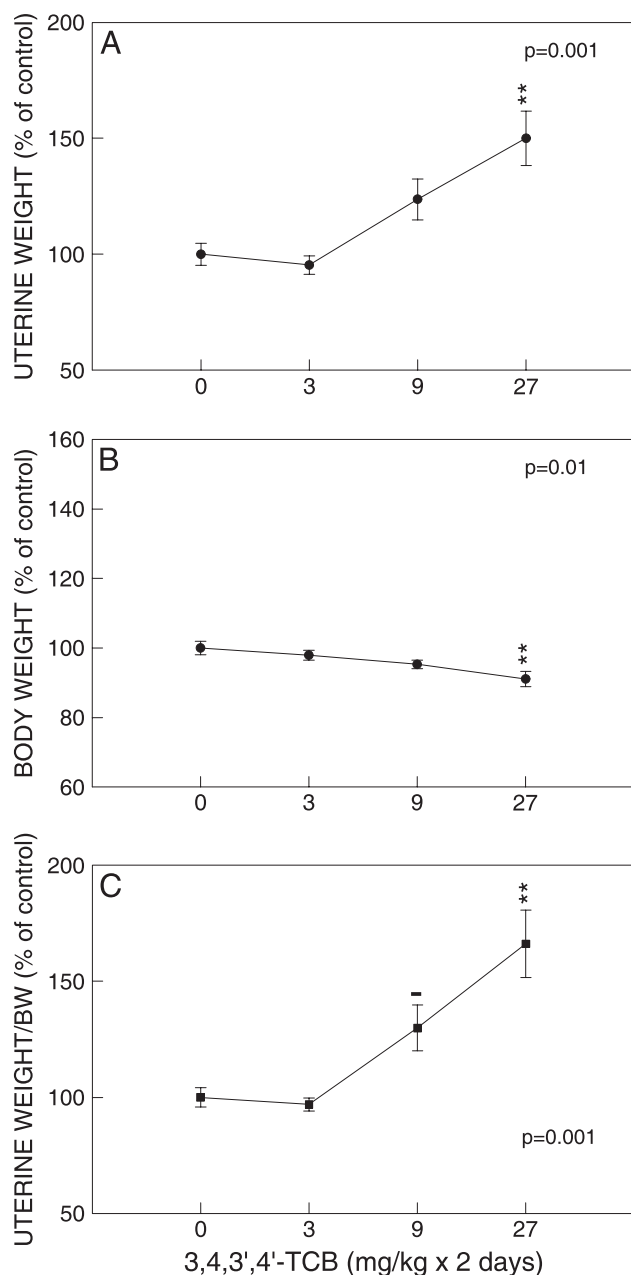 A
p=0.001
**
UTERINE WEIGHT (% of control)
200
150
100
50
0 3 9 27
B
p=0.01
**
BODY WEIGHT (% of control)
160
140
120
100
80
60
0 3 9 27
C
**
p=0.001
UTERINE WEIGHT/BW (% of control)
200
150
100
50
0 3 9 27
3,4,3',4'-TCB (mg/kg x 2 days)